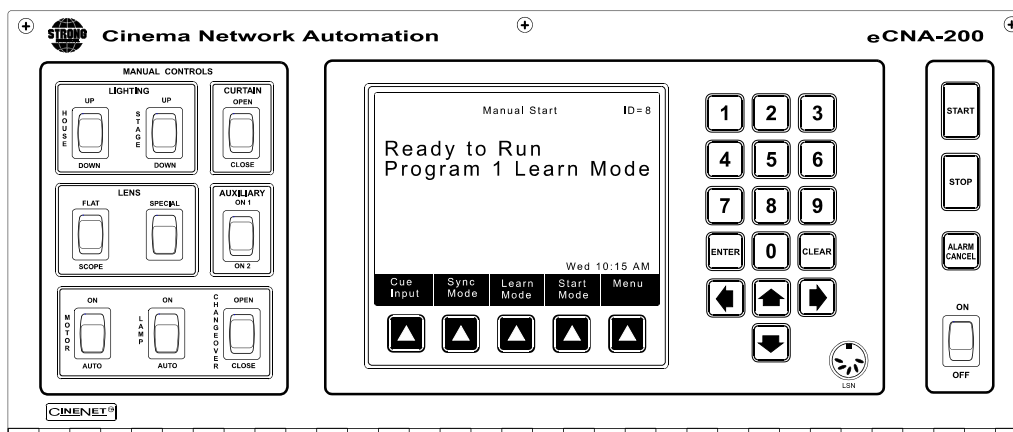 STRONG
Cinema Network Automation
eCNA-200
MANUAL CONTROLS
LIGHTING
HOUSE
UP
DOWN
STAGE
UP
DOWN
CURTAIN
OPEN
CLOSE
LENS
FLAT
SCOPE
SPECIAL
AUXILIARY
ON 1
ON 2
MOTOR
ON
AUTO
LAMP
ON
AUTO
CHANGEOVER
OPEN
CLOSE
CINENET®
Manual Start
ID=8
Ready to Run
Program 1 Learn Mode
Wed 10:15 AM
Cue
Input
Sync
Mode
Learn
Mode
Start
Mode
Menu
1 2 3
4 5 6
7 8 9
ENTER 0 CLEAR
LSN
START
STOP
ALARM
CANCEL
ON
OFF